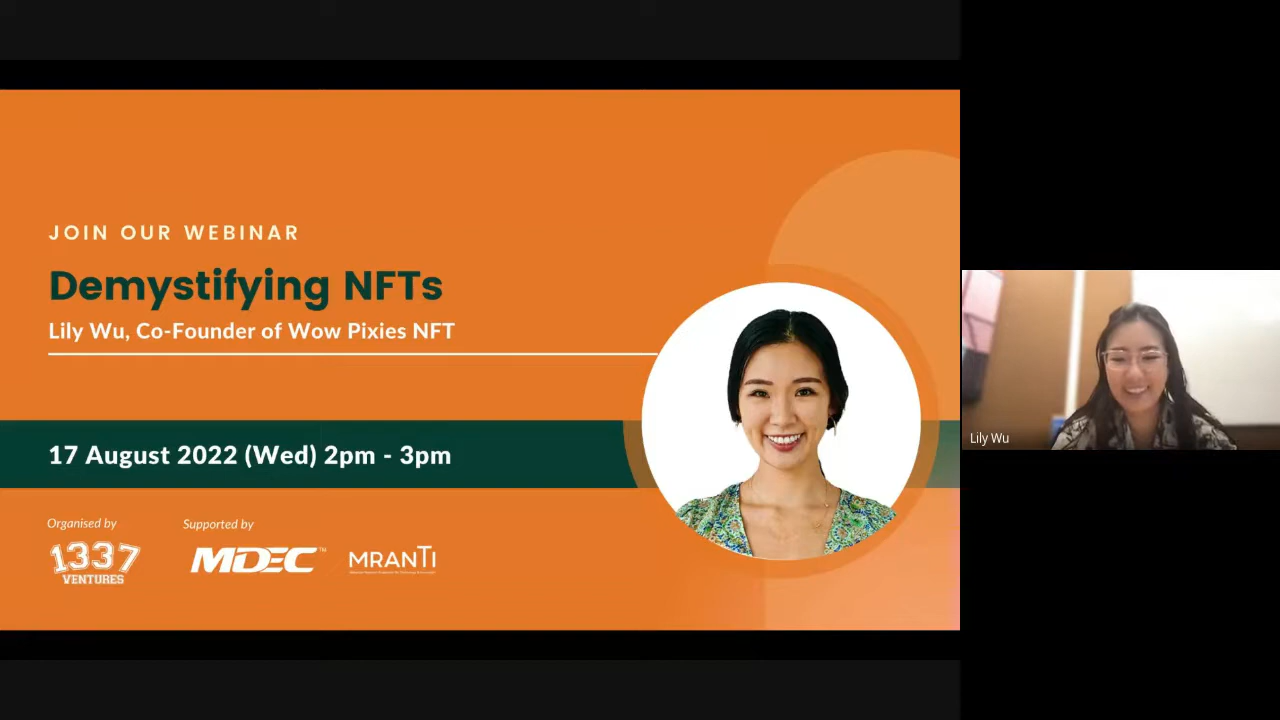 JOIN OUR WEBINAR
Demystifying NFTs
Lily Wu, Co-Founder of Wow Pixies NFT
17 August 2022 (Wed) 2pm - 3pm
Organised by
Supported by
1337
VENTURES
MDEC™
MRANTI
Lily Wu